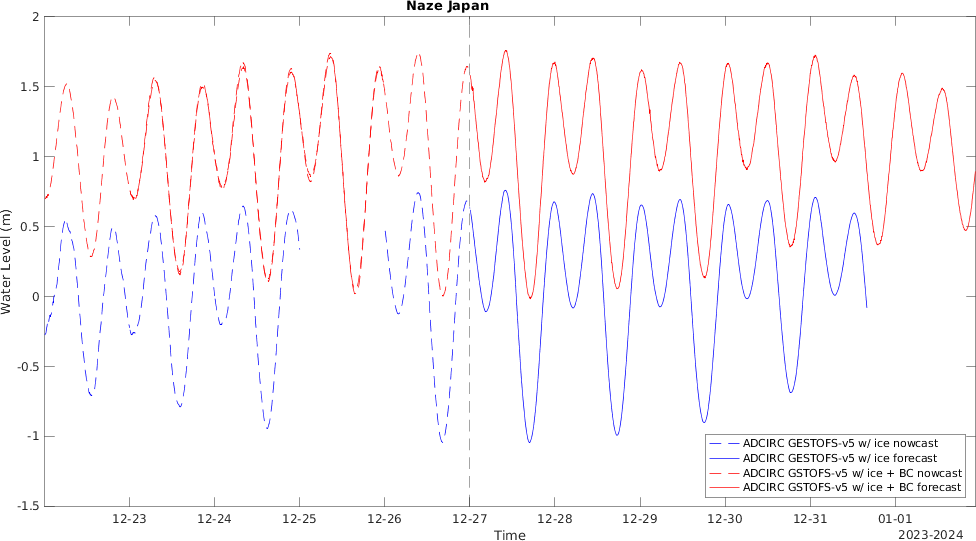 Naze Japan
2
1.5
1
0.5
0
-0.5
-1
-1.5
Water Level (m)
12-23
12-24
12-25
12-26
12-27
12-28
12-29
12-30
12-31
01-01
Time
2023-2024
ADCIRC GESTOFS-v5 w/ ice nowcast
ADCIRC GESTOFS-v5 w/ ice forecast
ADCIRC GSTOFS-v5 w/ ice + BC nowcast
ADCIRC GSTOFS-v5 w/ ice + BC forecast